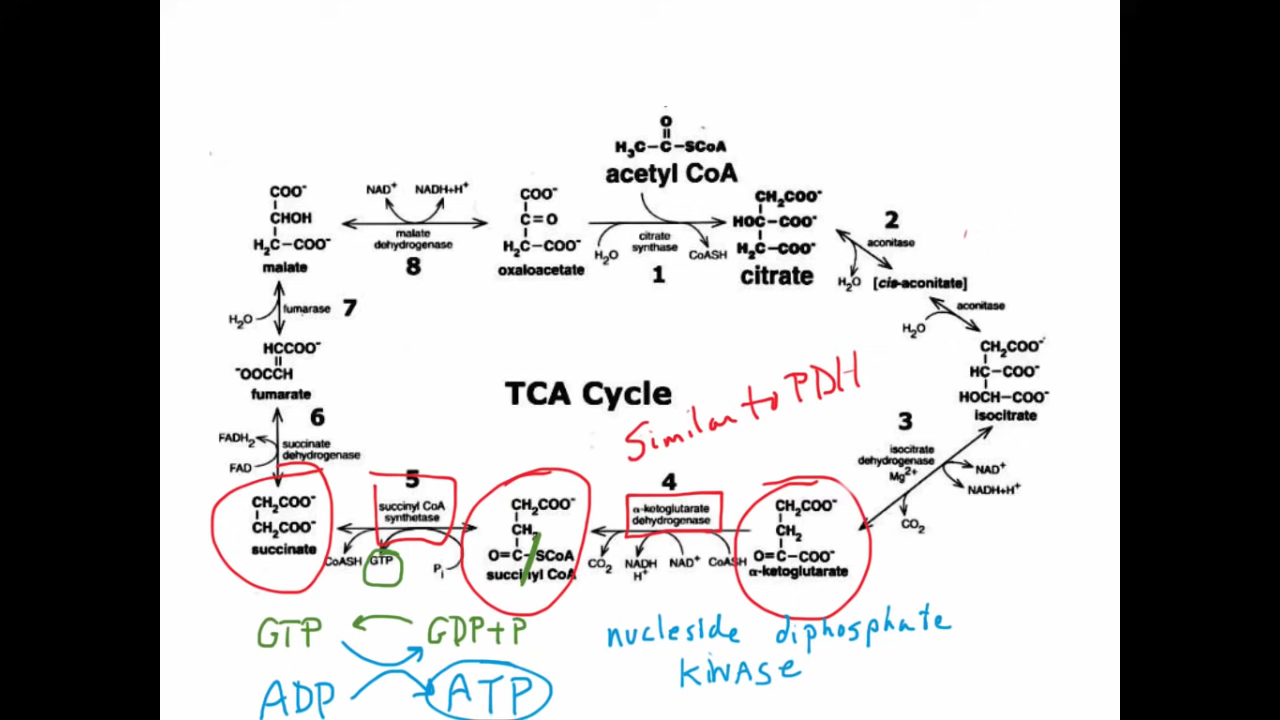 O
||
H₃C–C–SCoA
acetyl CoA
COO⁻
CHOH
H₂C–COO⁻
malate
NAD⁺ NADH+H⁺
malate
dehydrogenase
8
COO⁻
C=O
H₂C–COO⁻
oxaloacetate
citrate
synthase
H₂O CoASH
1
CH₂COO⁻
HOC–COO⁻
H₂C–COO⁻
citrate
2
aconitase
H₂O
[cis-aconitate]
aconitase
H₂O
CH₂COO⁻
HC–COO⁻
HOCH–COO⁻
isocitrate
7
fumarase
H₂O
HCCOO⁻
||
⁻OOCCH
fumarate
TCA Cycle
Similar to PDH
3
isocitrate
dehydrogenase
Mg²⁺
NAD⁺
NADH+H⁺
CO₂
6
FADH₂
succinate
dehydrogenase
FAD
CH₂COO⁻
CH₂COO⁻
succinate
5
succinyl CoA
synthetase
CoASH GTP Pᵢ
CH₂COO⁻
CH₂
O=C–SCoA
succinyl CoA
4
α-ketoglutarate
dehydrogenase
CO₂ NADH NAD⁺ CoASH
H⁺
CH₂COO⁻
CH₂
O=C–COO⁻
α-ketoglutarate
GTP GDP+P
ADP ATP
nucleside diphosphate
kinase